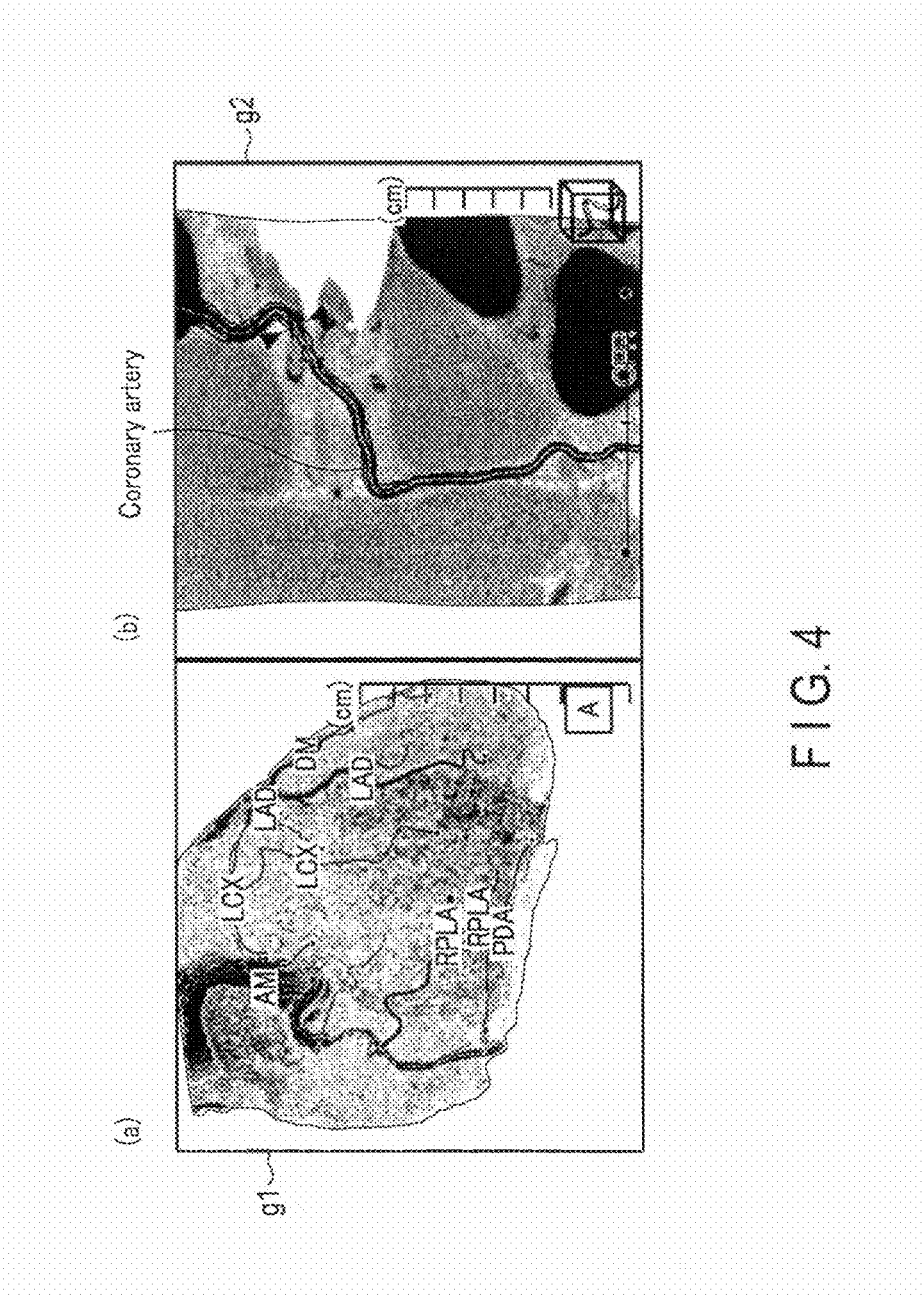 (a)
(b)
Coronary artery
g1
g2
LCX
LAD
DM
(cm)
AM
LCX
LAD
RPLA
RPLA
PDA
A
(cm)
FIG. 4